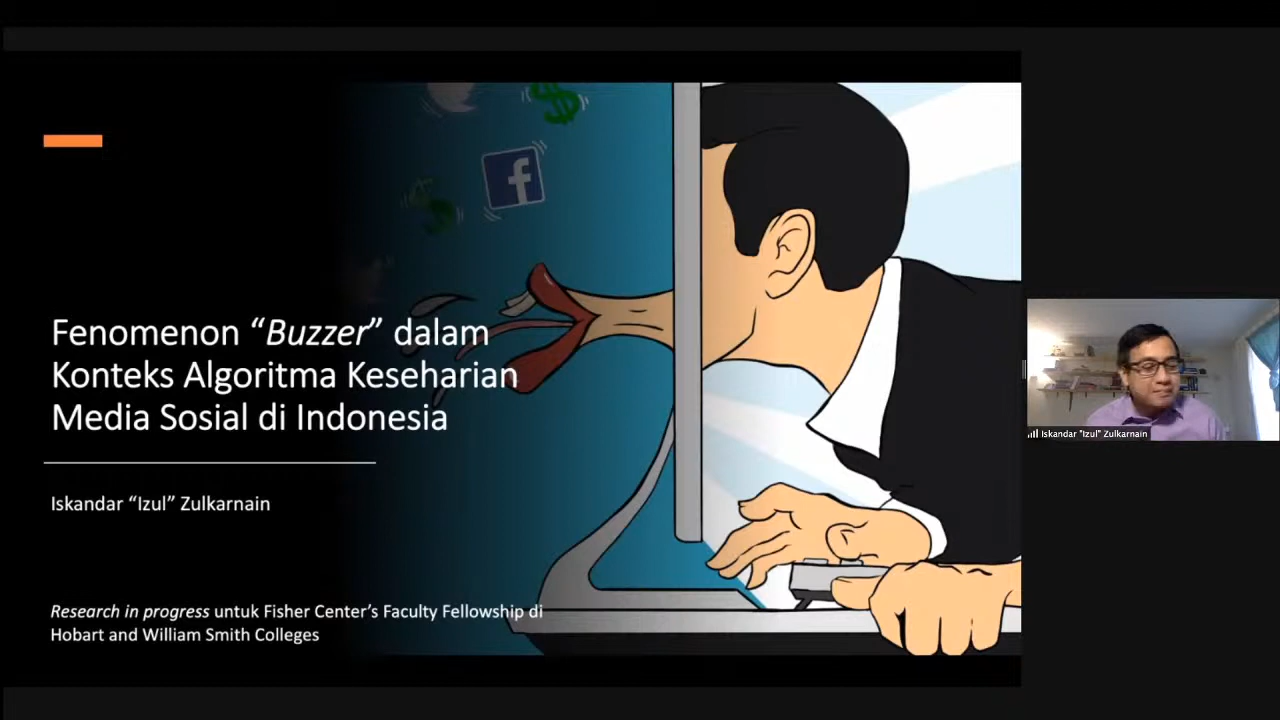 Fenomenon “Buzzer” dalam
Konteks Algoritma Keseharian
Media Sosial di Indonesia
Iskandar “Izul” Zulkarnain
Research in progress untuk Fisher Center’s Faculty Fellowship di
Hobart and William Smith Colleges
Iskandar "Izul" Zulkarnain